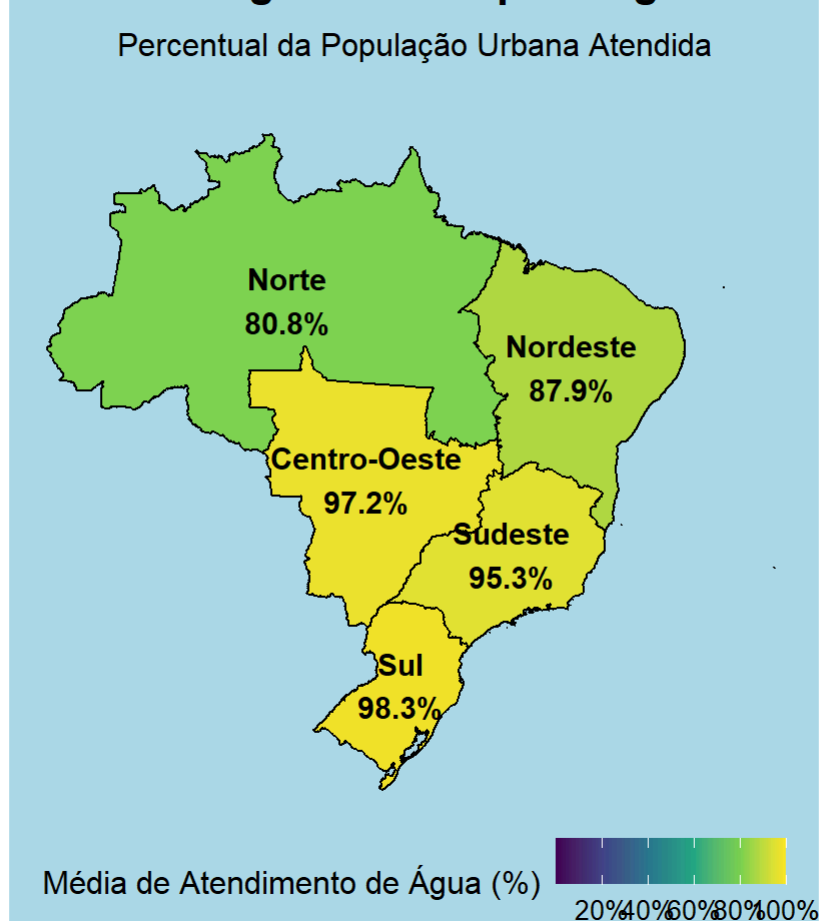 Percentual da População Urbana Atendida
Norte
80.8%
Nordeste
87.9%
Centro-Oeste
97.2%
Sudeste
95.3%
Sul
98.3%
Média de Atendimento de Água (%)
20%40%60%80%100%